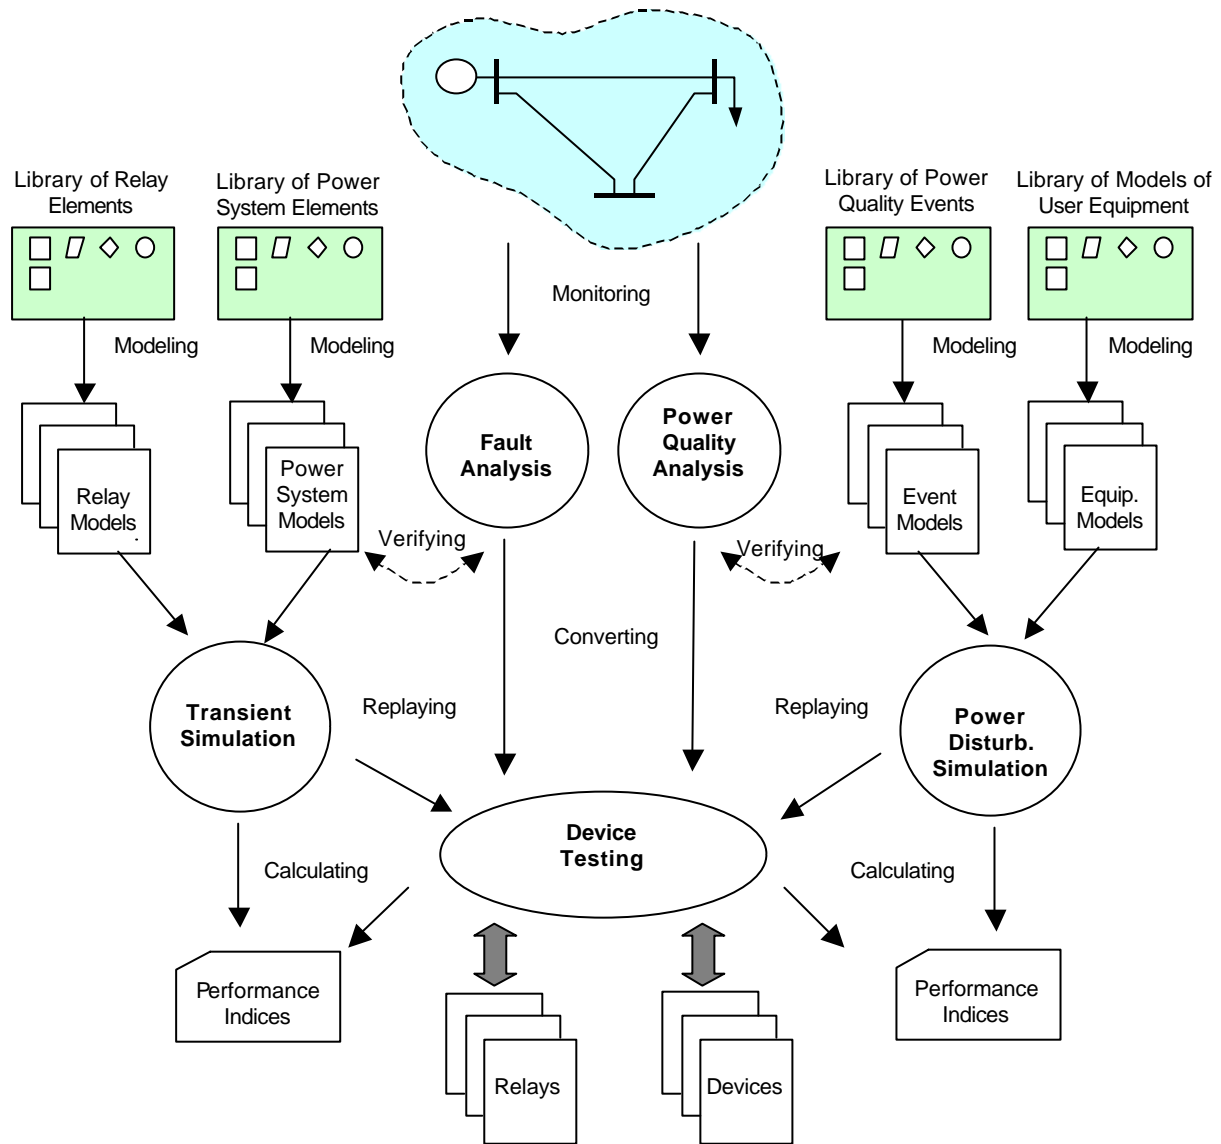 Library of Relay
Elements
Library of Power
System Elements
Library of Power
Quality Events
Library of Models of
User Equipment
Monitoring
Modeling
Modeling
Modeling
Modeling
Fault
Analysis
Power
Quality
Analysis
Relay
Models
Power
System
Models
Event
Models
Equip.
Models
Verifying
Verifying
Converting
Transient
Simulation
Replaying
Replaying
Power
Disturb.
Simulation
Device
Testing
Calculating
Calculating
Performance
Indices
Performance
Indices
Relays
Devices